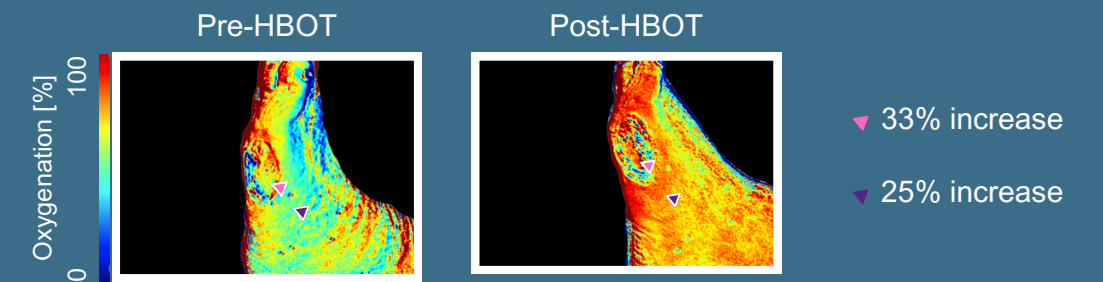 Pre-HBOT
Post-HBOT
Oxygenation [%]
100
0
33% increase
25% increase